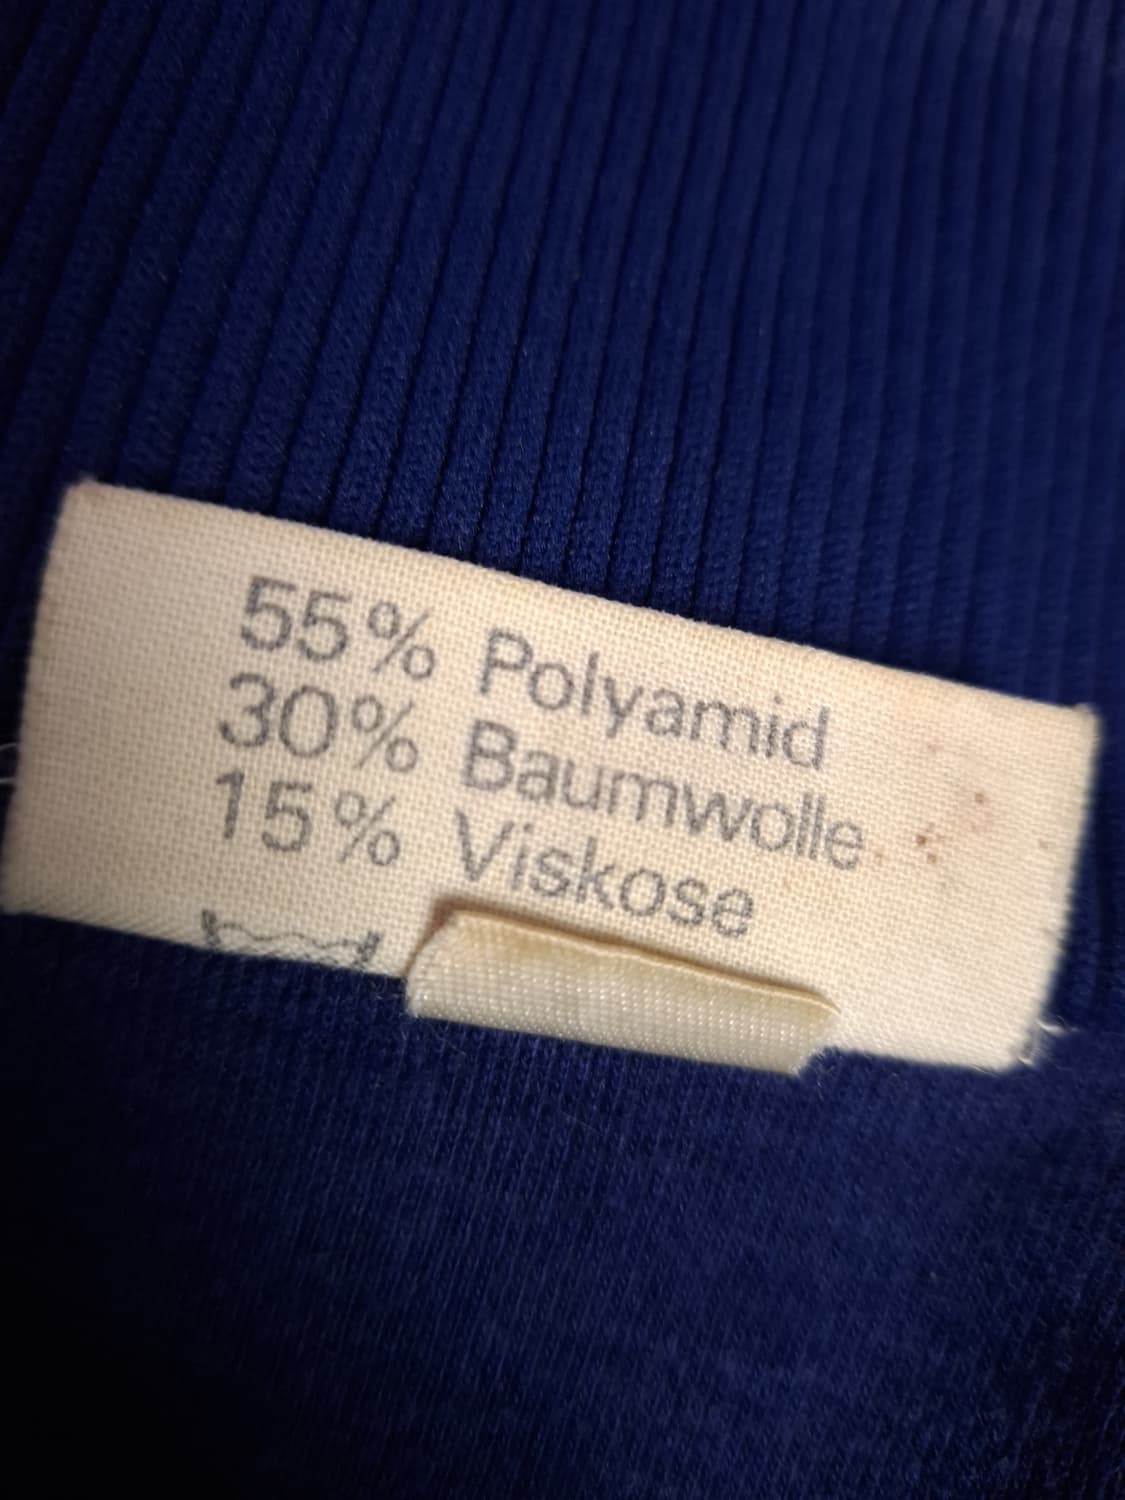 55% Polyamid
30% Baumwolle
15% Viskose